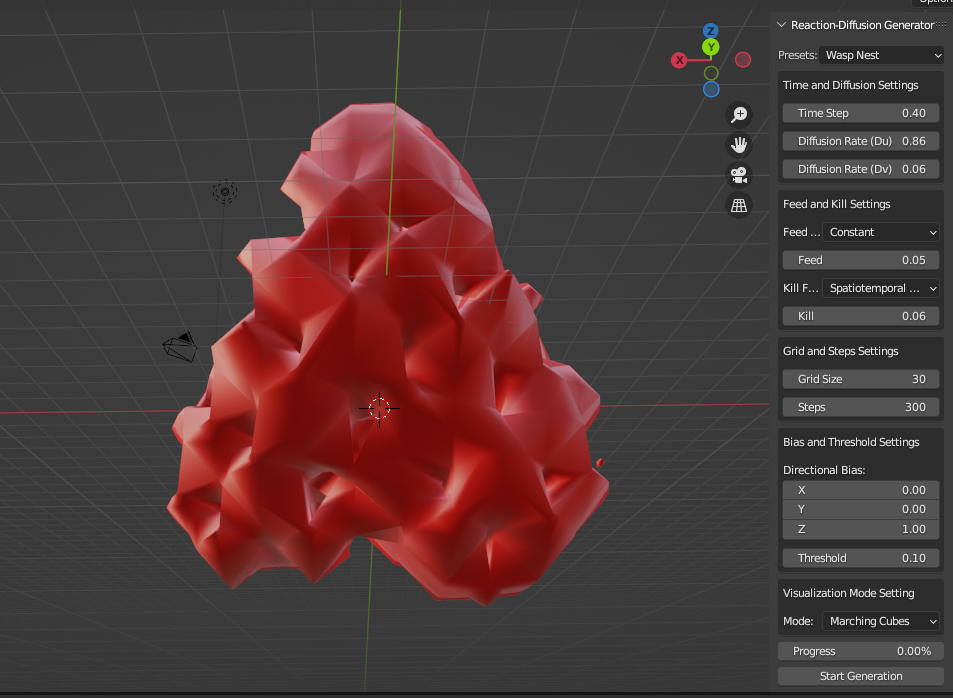 Option
Reaction-Diffusion Generator
Presets: Wasp Nest
Time and Diffusion Settings
Time Step 0.40
Diffusion Rate (Du) 0.86
Diffusion Rate (Dv) 0.06
Feed and Kill Settings
Feed ... Constant
Feed 0.05
Kill F... Spatiotemporal ...
Kill 0.06
Grid and Steps Settings
Grid Size 30
Steps 300
Bias and Threshold Settings
Directional Bias:
X 0.00
Y 0.00
Z 1.00
Threshold 0.10
Visualization Mode Setting
Mode: Marching Cubes
Progress 0.00%
Start Generation
Z
Y
X